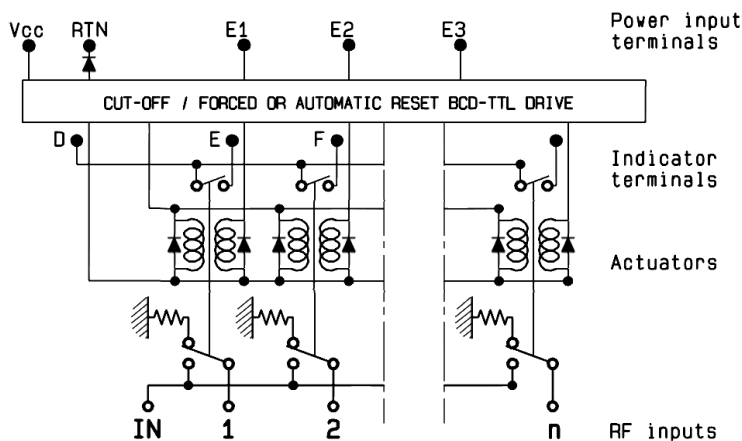 Vcc RTN E1 E2 E3 Power input
terminals
CUT-OFF / FORCED OR AUTOMATIC RESET BCD-TTL DRIVE
D E F
Indicator
terminals
Actuators
IN 1 2 n RF inputs